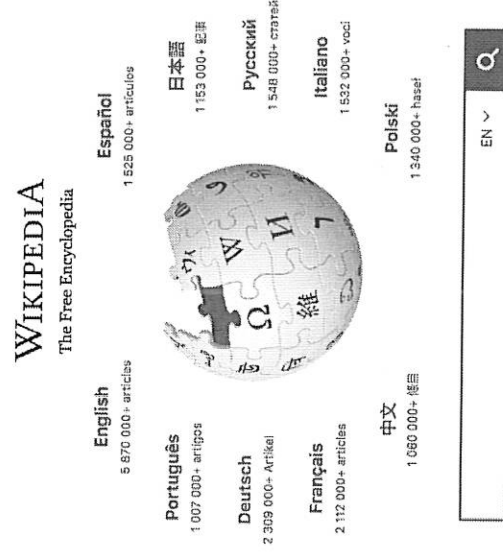 WIKIPEDIA
The Free Encyclopedia
English
5 870 000+ articles
Español
1 525 000+ artículos
Português
1 007 000+ artigos
日本語
1 153 000+ 記事
Deutsch
2 309 000+ Artikel
Русский
1 548 000+ статей
Français
2 112 000+ articles
Italiano
1 532 000+ voci
中文
1 060 000+ 條目
Polski
1 340 000+ haseł
Ω
W
И
維
7
9
EN